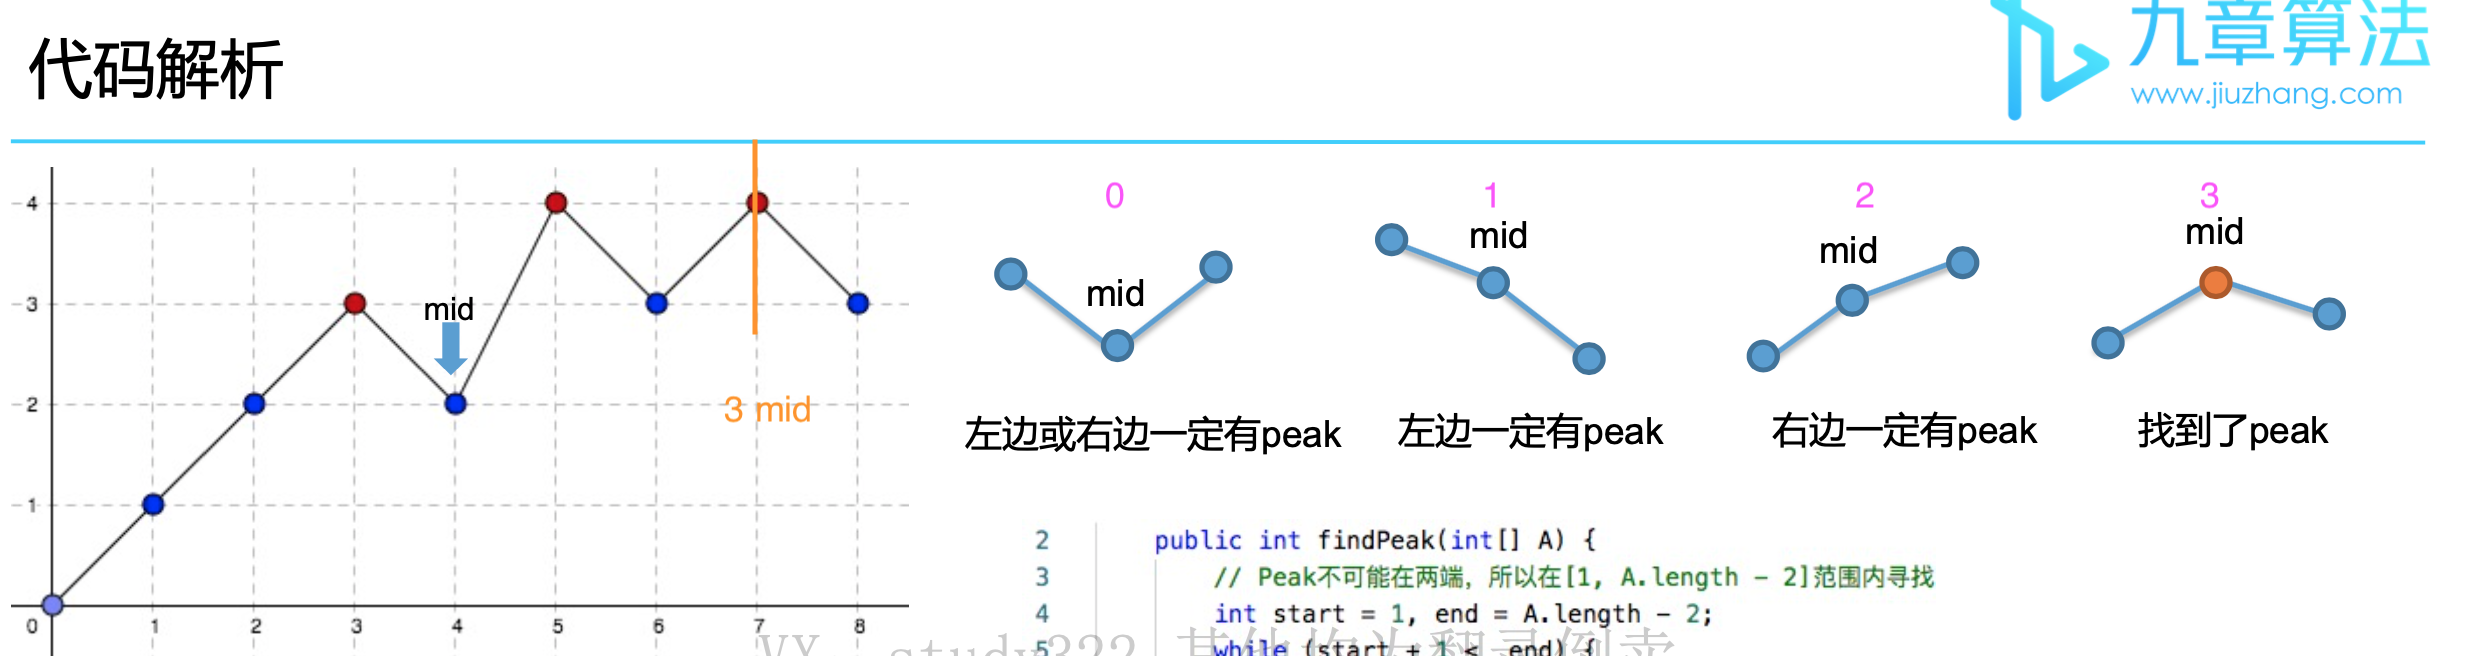 代码解析
九章算法
www.jiuzhang.com
4
3
2
1
0
1
2
3
4
5
6
7
8
mid
3 mid
0
mid
左边或右边一定有peak
1
mid
左边一定有peak
2
mid
右边一定有peak
3
mid
找到了peak
2 public int findPeak(int[] A) {
3 // Peak不可能在两端，所以在[1, A.length - 2]范围内寻找
4 int start = 1, end = A.length - 2;
5 while (start + 1 < end) {
study322